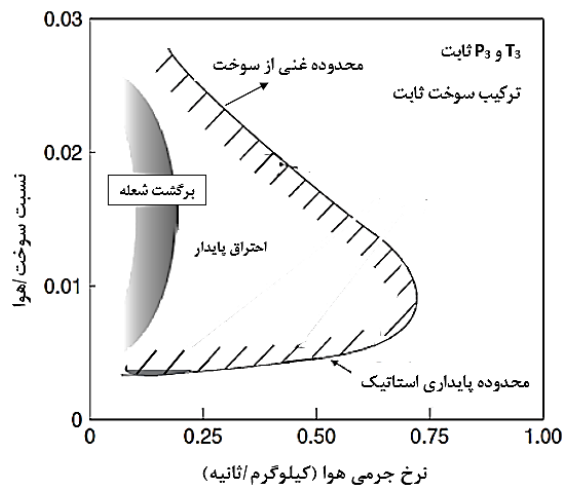 0.03
T₃ و P₃ ثابت
محدوده غنی از سوخت
ترکیب سوخت ثابت
0.02
برگشت شعله
نسبت سوخت/هوا
احتراق پایدار
0.01
محدوده پایداری استاتیک
0
0 0.25 0.50 0.75 1.00
نرخ جرمی هوا (کیلوگرم/ثانیه)